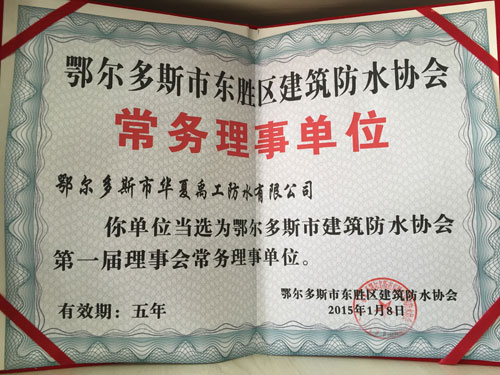 鄂尔多斯市东胜区建筑防水协会
常务理事单位
鄂尔多斯市华夏禹工防水有限公司
你单位当选为鄂尔多斯市建筑防水协会
第一届理事会常务理事单位。
鄂尔多斯市东胜区建筑防水协会
有效期：五年
2015年1月8日